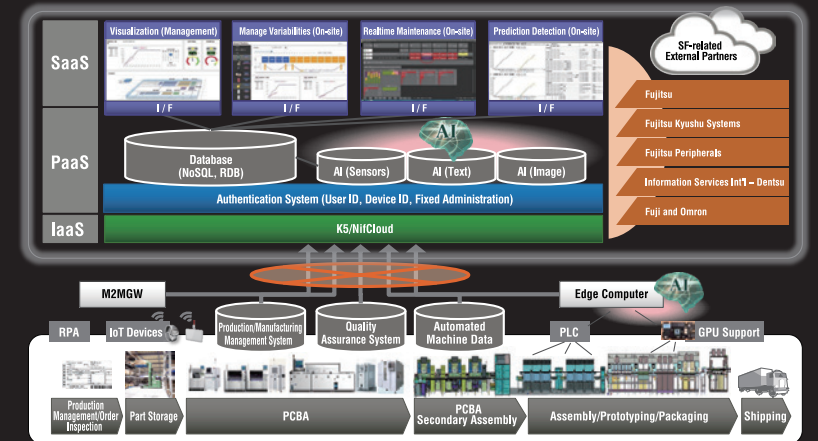 SaaS
Visualization (Management)
Manage Variabilities (On-site)
Realtime Maintenance (On-site)
Prediction Detection (On-site)
I / F
I / F
I / F
I / F
SF-related
External Partners
Fujitsu
Fujitsu Kyushu Systems
Fujitsu Peripherals
Information Services Int'l – Dentsu
Fuji and Omron
PaaS
Database
(NoSQL, RDB)
AI
AI (Sensors)
AI (Text)
AI (Image)
Authentication System (User ID, Device ID, Fixed Administration)
IaaS
K5/NifCloud
M2MGW
Edge Computer
AI
RPA
IoT Devices
Production/Manufacturing
Management System
Quality
Assurance System
Automated
Machine Data
PLC
GPU Support
Production
Management/Order
Inspection
Part Storage
PCBA
PCBA
Secondary Assembly
Assembly/Prototyping/Packaging
Shipping